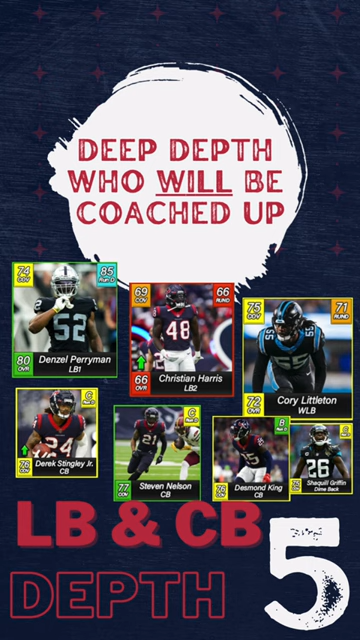 DEEP DEPTH
WHO WILL BE
COACHED UP
74
COV
85
Run D
52
80
OVR
Denzel Perryman
LB1
69
COV
66
RUND
48
66
OVR
Christian Harris
LB2
75
COV
71
RUND
55
72
OVR
Cory Littleton
WLB
C
24
78
COV
Derek Stingley Jr.
CB
C
21
77
COV
Steven Nelson
CB
B
25
Desmond King
CB
C
26
Shaquill Griffin
Dime Back
LB & CB
DEPTH
5